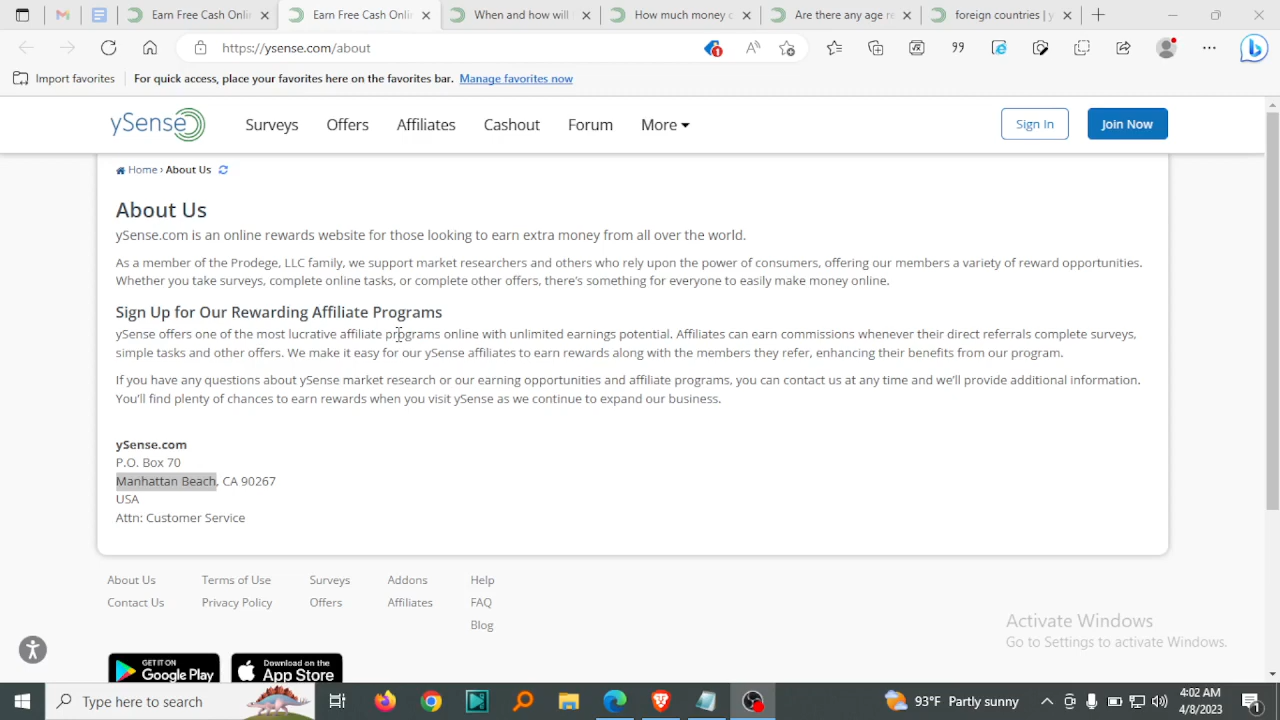 Earn Free Cash Onli
Earn Free Cash Onli
When and how will
How much money c
Are there any age re
foreign countries | y
https://ysense.com/about
1
Import favorites
For quick access, place your favorites here on the favorites bar. Manage favorites now
ySense
Surveys
Offers
Affiliates
Cashout
Forum
More
Sign In
Join Now
Home › About Us
About Us
ySense.com is an online rewards website for those looking to earn extra money from all over the world.
As a member of the Prodege, LLC family, we support market researchers and others who rely upon the power of consumers, offering our members a variety of reward opportunities.
Whether you take surveys, complete online tasks, or complete other offers, there's something for everyone to easily make money online.
Sign Up for Our Rewarding Affiliate Programs
ySense offers one of the most lucrative affiliate programs online with unlimited earnings potential. Affiliates can earn commissions whenever their direct referrals complete surveys,
simple tasks and other offers. We make it easy for our ySense affiliates to earn rewards along with the members they refer, enhancing their benefits from our program.
If you have any questions about ySense market research or our earning opportunities and affiliate programs, you can contact us at any time and we'll provide additional information.
You'll find plenty of chances to earn rewards when you visit ySense as we continue to expand our business.
ySense.com
P.O. Box 70
Manhattan Beach, CA 90267
USA
Attn: Customer Service
About Us
Terms of Use
Surveys
Addons
Help
Contact Us
Privacy Policy
Offers
Affiliates
FAQ
Blog
Activate Windows
Go to Settings to activate Windows.
GET IT ON
Google Play
Download on the
App Store
Type here to search
93°F Partly sunny
4:02 AM
4/8/2023
1